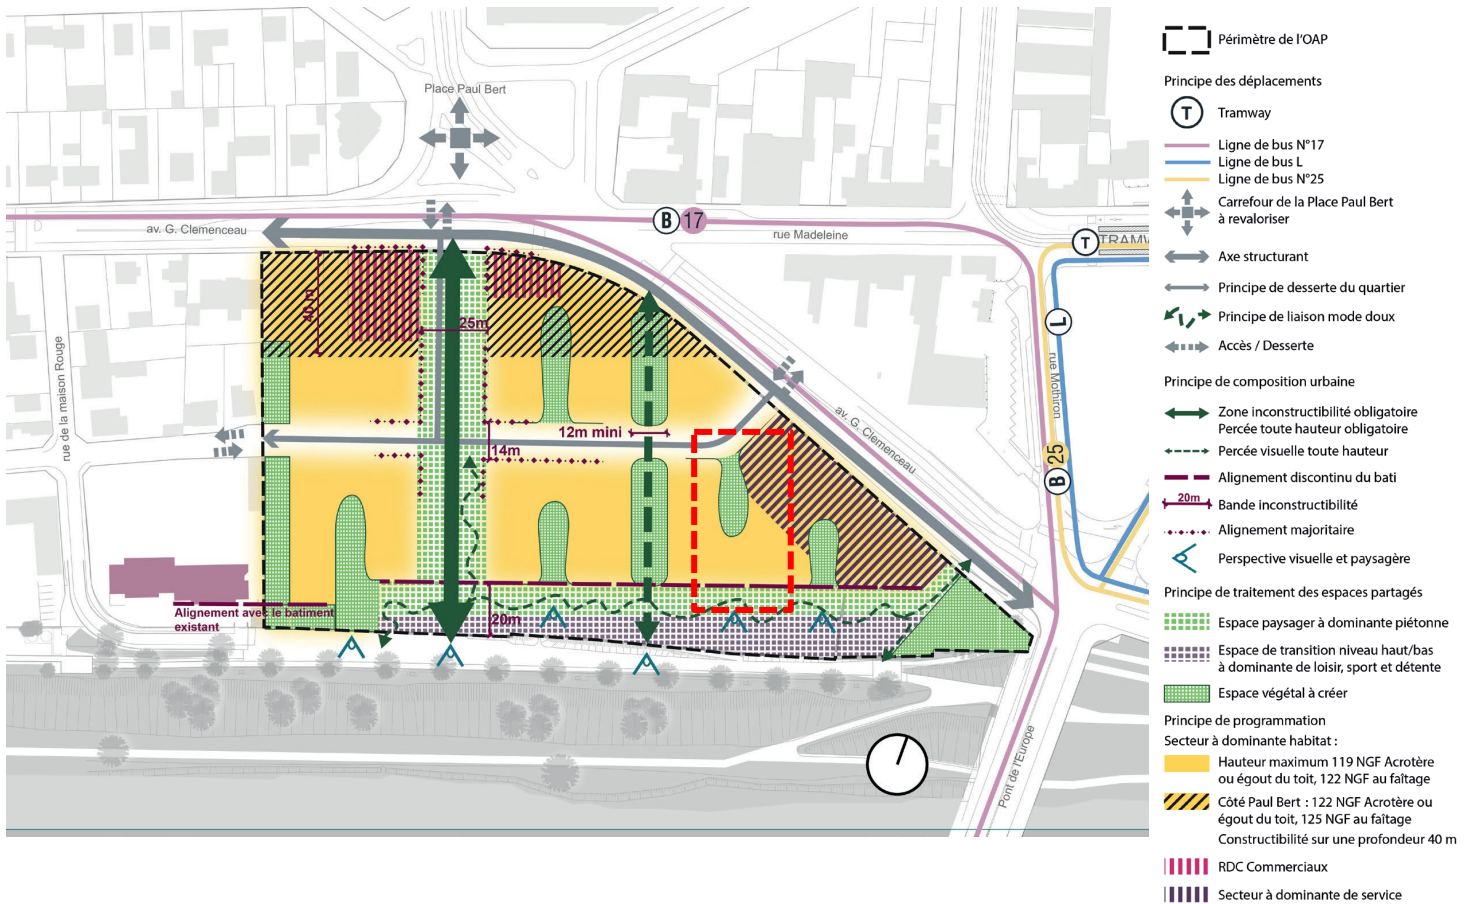 Place Paul Bert
av. G. Clemenceau
B 17
rue Madeleine
T
TRAMW
40 m
25m
L
rue de la maison Rouge
rue Mothiron
av. G. Clemenceau
12m mini
14m
B 25
Alignement avec le batiment
existant
20m
Pont de l'Europe
Périmètre de l'OAP
Principe des déplacements
T Tramway
Ligne de bus N°17
Ligne de bus L
Ligne de bus N°25
Carrefour de la Place Paul Bert
à revaloriser
Axe structurant
Principe de desserte du quartier
Principe de liaison mode doux
Accès / Desserte
Principe de composition urbaine
Zone inconstructibilité obligatoire
Percée toute hauteur obligatoire
Percée visuelle toute hauteur
Alignement discontinu du bati
20m Bande inconstructibilité
Alignement majoritaire
Perspective visuelle et paysagère
Principe de traitement des espaces partagés
Espace paysager à dominante piétonne
Espace de transition niveau haut/bas
à dominante de loisir, sport et détente
Espace végétal à créer
Principe de programmation
Secteur à dominante habitat :
Hauteur maximum 119 NGF Acrotère
ou égout du toit, 122 NGF au faîtage
Côté Paul Bert : 122 NGF Acrotère ou
égout du toit, 125 NGF au faîtage
Constructibilité sur une profondeur 40 m
RDC Commerciaux
Secteur à dominante de service